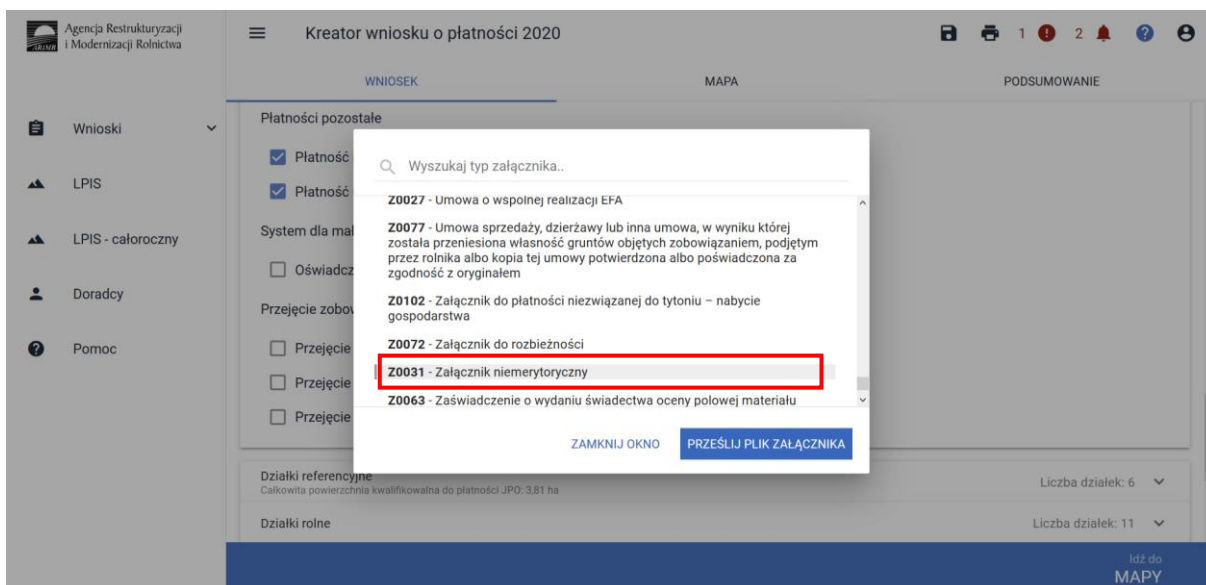 Agencja Restrukturyzacji
i Modernizacji Rolnictwa
ARiMR
Kreator wniosku o płatności 2020
1
2
WNIOSEK
MAPA
PODSUMOWANIE
Wnioski
LPIS
LPIS - całoroczny
Doradcy
Pomoc
Płatności pozostałe
Płatność
Płatność
System dla mał
Oświadcz
Przejęcie zobow
Przejęcie
Przejęcie
Przejęcie
Wyszukaj typ załącznika..
Z0027 - Umowa o wspólnej realizacji EFA
Z0077 - Umowa sprzedaży, dzierżawy lub inna umowa, w wyniku której
została przeniesiona własność gruntów objętych zobowiązaniem, podjętym
przez rolnika albo kopia tej umowy potwierdzona albo poświadczona za
zgodność z oryginałem
Z0102 - Załącznik do płatności niezwiązanej do tytoniu – nabycie
gospodarstwa
Z0072 - Załącznik do rozbieżności
Z0031 - Załącznik niemerytoryczny
Z0063 - Zaświadczenie o wydaniu świadectwa oceny polowej materiału
ZAMKNIJ OKNO
PRZEŚLIJ PLIK ZAŁĄCZNIKA
Działki referencyjne
Całkowita powierzchnia kwalifikowalna do płatności JPO: 3,81 ha
Liczba działek: 6
Działki rolne
Liczba działek: 11
Idź do
MAPY